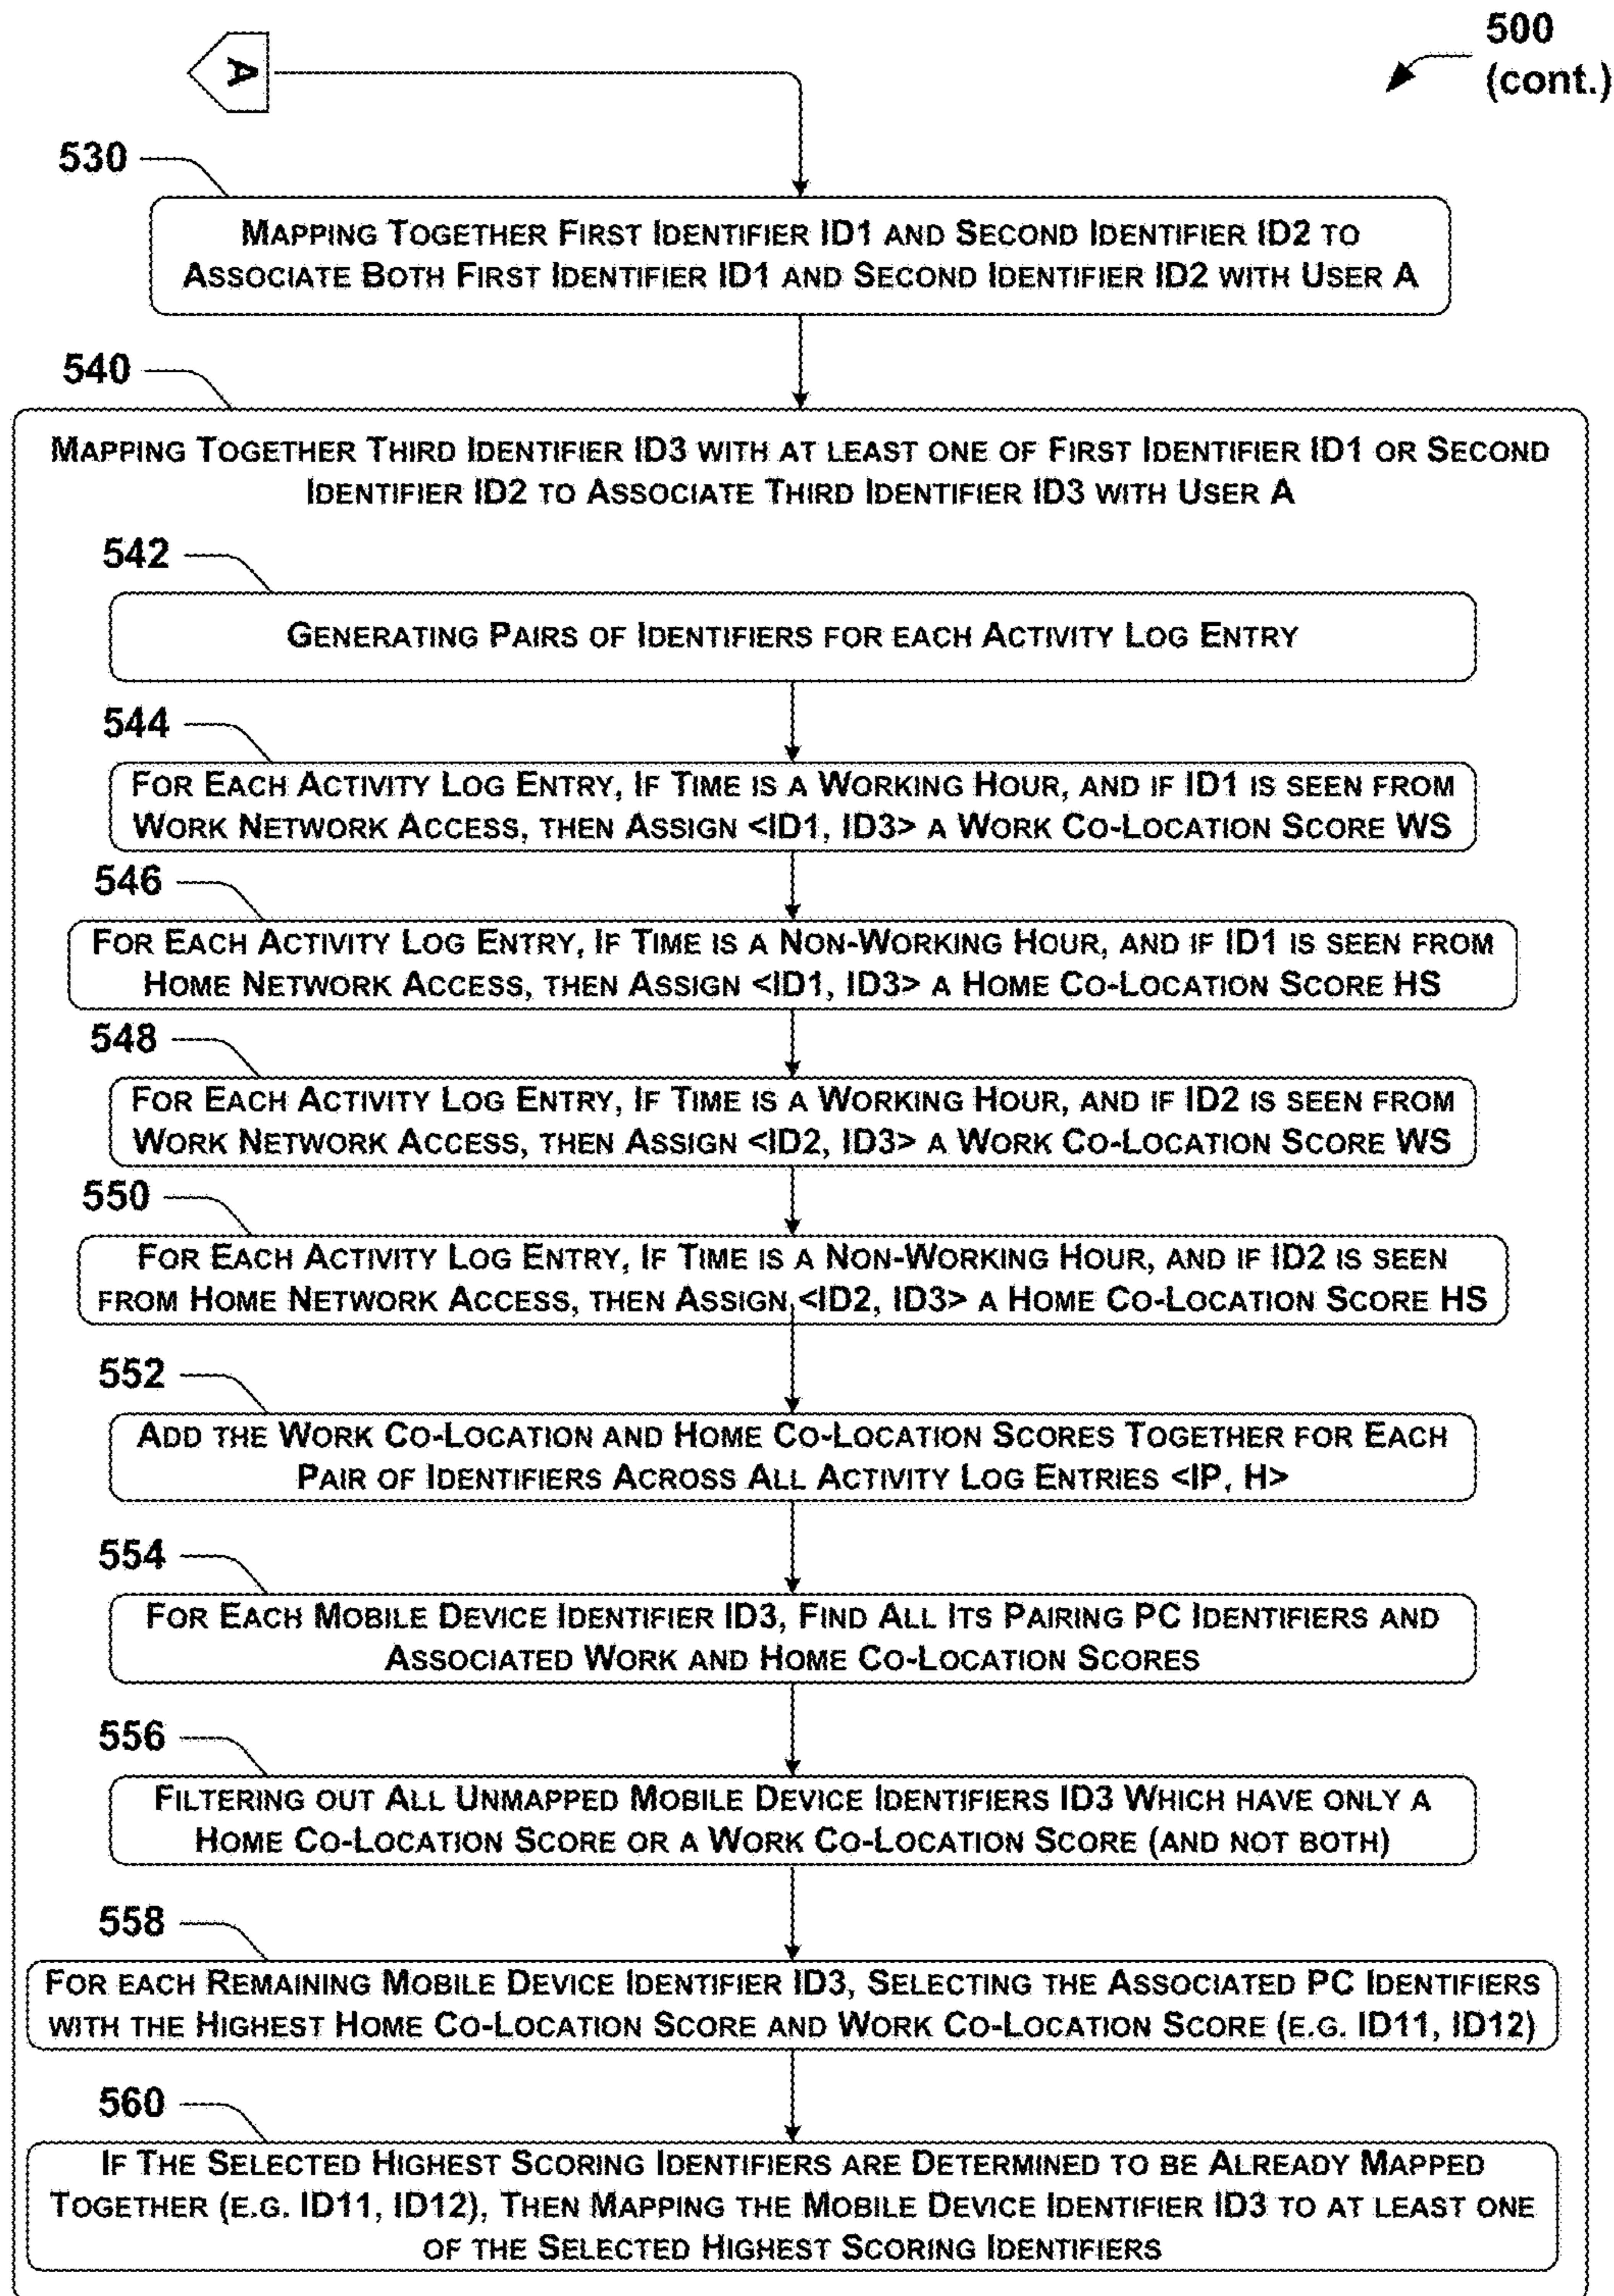 A
500
(cont.)
530
MAPPING TOGETHER FIRST IDENTIFIER ID1 AND SECOND IDENTIFIER ID2 TO
ASSOCIATE BOTH FIRST IDENTIFIER ID1 AND SECOND IDENTIFIER ID2 WITH USER A
540
MAPPING TOGETHER THIRD IDENTIFIER ID3 WITH AT LEAST ONE OF FIRST IDENTIFIER ID1 OR SECOND
IDENTIFIER ID2 TO ASSOCIATE THIRD IDENTIFIER ID3 WITH USER A
542
GENERATING PAIRS OF IDENTIFIERS FOR EACH ACTIVITY LOG ENTRY
544
FOR EACH ACTIVITY LOG ENTRY, IF TIME IS A WORKING HOUR, AND IF ID1 IS SEEN FROM
WORK NETWORK ACCESS, THEN ASSIGN <ID1, ID3> A WORK CO-LOCATION SCORE WS
546
FOR EACH ACTIVITY LOG ENTRY, IF TIME IS A NON-WORKING HOUR, AND IF ID1 IS SEEN FROM
HOME NETWORK ACCESS, THEN ASSIGN <ID1, ID3> A HOME CO-LOCATION SCORE HS
548
FOR EACH ACTIVITY LOG ENTRY, IF TIME IS A WORKING HOUR, AND IF ID2 IS SEEN FROM
WORK NETWORK ACCESS, THEN ASSIGN <ID2, ID3> A WORK CO-LOCATION SCORE WS
550
FOR EACH ACTIVITY LOG ENTRY, IF TIME IS A NON-WORKING HOUR, AND IF ID2 IS SEEN
FROM HOME NETWORK ACCESS, THEN ASSIGN <ID2, ID3> A HOME CO-LOCATION SCORE HS
552
ADD THE WORK CO-LOCATION AND HOME CO-LOCATION SCORES TOGETHER FOR EACH
PAIR OF IDENTIFIERS ACROSS ALL ACTIVITY LOG ENTRIES <IP, H>
554
FOR EACH MOBILE DEVICE IDENTIFIER ID3, FIND ALL ITS PAIRING PC IDENTIFIERS AND
ASSOCIATED WORK AND HOME CO-LOCATION SCORES
556
FILTERING OUT ALL UNMAPPED MOBILE DEVICE IDENTIFIERS ID3 WHICH HAVE ONLY A
HOME CO-LOCATION SCORE OR A WORK CO-LOCATION SCORE (AND NOT BOTH)
558
FOR EACH REMAINING MOBILE DEVICE IDENTIFIER ID3, SELECTING THE ASSOCIATED PC IDENTIFIERS
WITH THE HIGHEST HOME CO-LOCATION SCORE AND WORK CO-LOCATION SCORE (E.G. ID11, ID12)
560
IF THE SELECTED HIGHEST SCORING IDENTIFIERS ARE DETERMINED TO BE ALREADY MAPPED
TOGETHER (E.G. ID11, ID12), THEN MAPPING THE MOBILE DEVICE IDENTIFIER ID3 TO AT LEAST ONE
OF THE SELECTED HIGHEST SCORING IDENTIFIERS